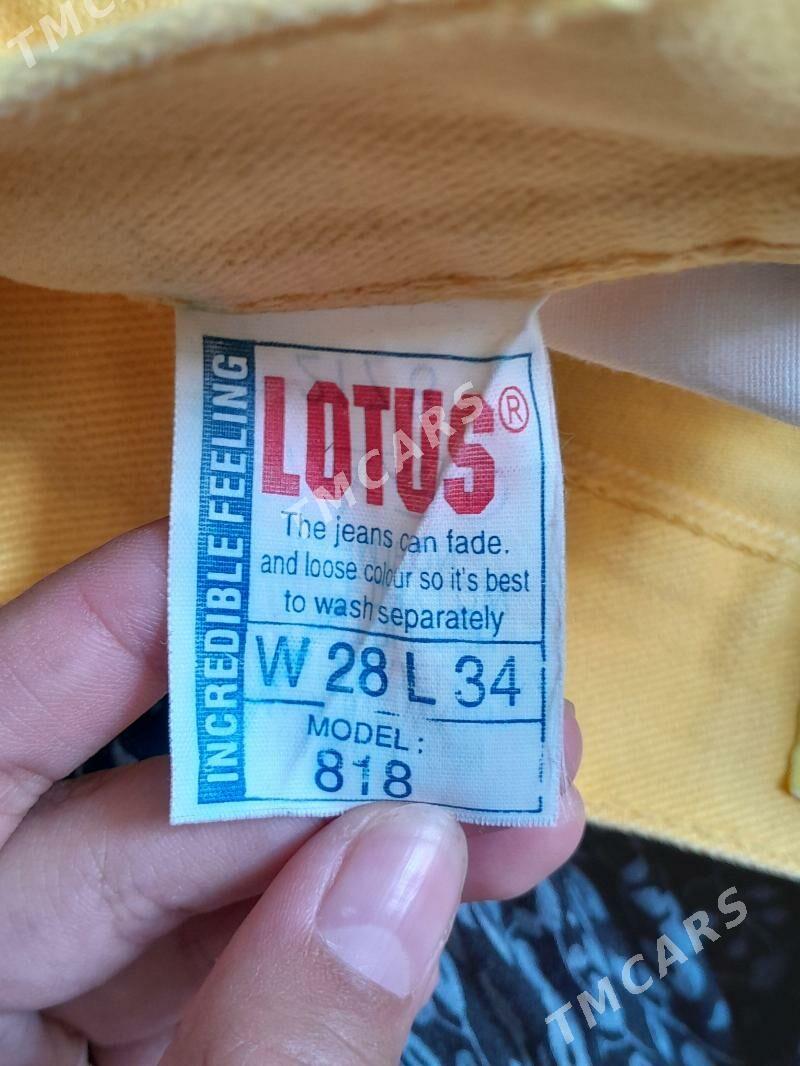 TMCARS
INCREDIBLE FEELING
LOTUS®
TMCARS
The jeans can fade.
and loose colour so it's best
to wash separately
W 28 L 34
MODEL:
818
TMCARS